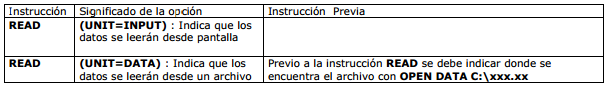 Instrucción Significado de la opción Instrucción Previa
READ (UNIT=INPUT) : Indica que los
datos se leerán desde pantalla
READ (UNIT=DATA) : Indica que los Previo a la instrucción READ se debe indicar donde se
datos se leerán desde un archivo encuentra el archivo con OPEN DATA C:\xxx.xx